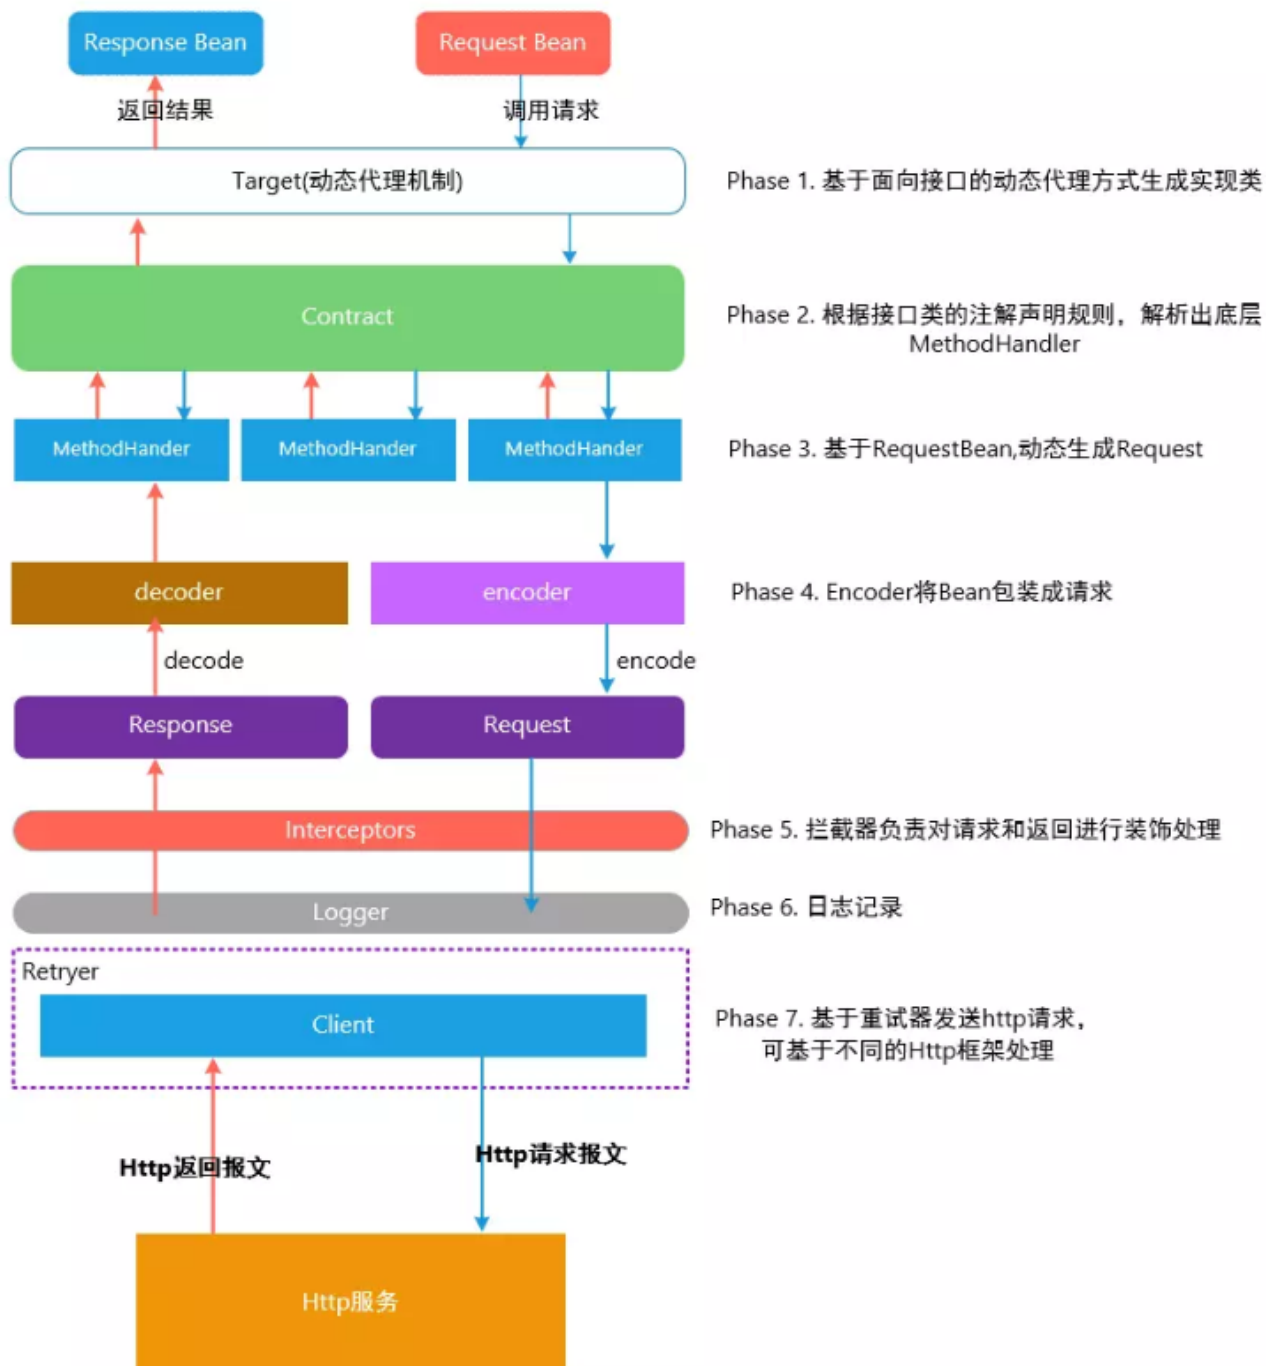 Response Bean
Request Bean
返回结果
调用请求
Target(动态代理机制)
Phase 1. 基于面向接口的动态代理方式生成实现类
Contract
Phase 2. 根据接口类的注解声明规则，解析出底层
MethodHandler
MethodHander
MethodHander
MethodHander
Phase 3. 基于RequestBean,动态生成Request
decoder
encoder
Phase 4. Encoder将Bean包装成请求
decode
encode
Response
Request
Interceptors
Phase 5. 拦截器负责对请求和返回进行装饰处理
Logger
Phase 6. 日志记录
Retryer
Client
Phase 7. 基于重试器发送http请求，
可基于不同的Http框架处理
Http返回报文
Http请求报文
Http服务